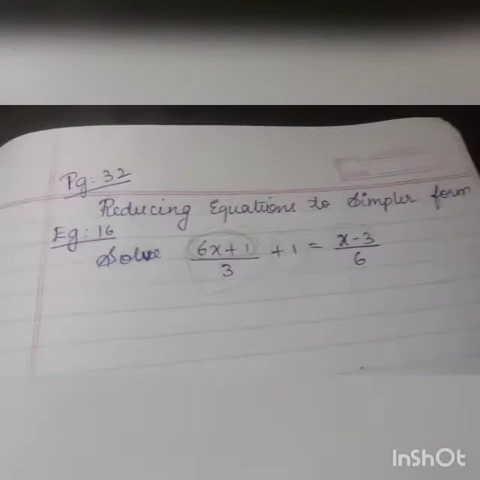 Pg: 32
Reducing Equations to Simpler form
Eg: 16
Solve (6x+1)/3 + 1 = (x-3)/6
InShOt